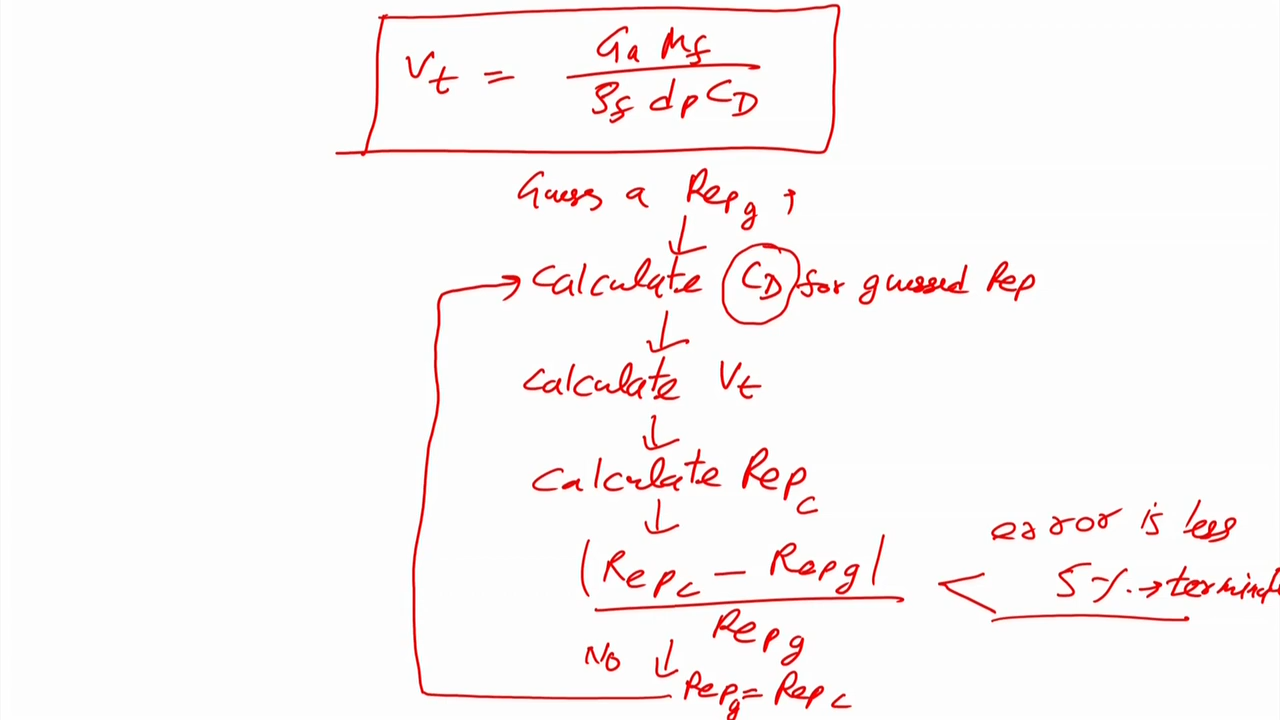 Vt = Ga μf / ρf dp CD
Guess a Repg,
Calculate CD for guessed Rep
Calculate Vt
Calculate Repc
|Repc - Repg| / Repg < error is less
5% → terminate
No Repg = Repc